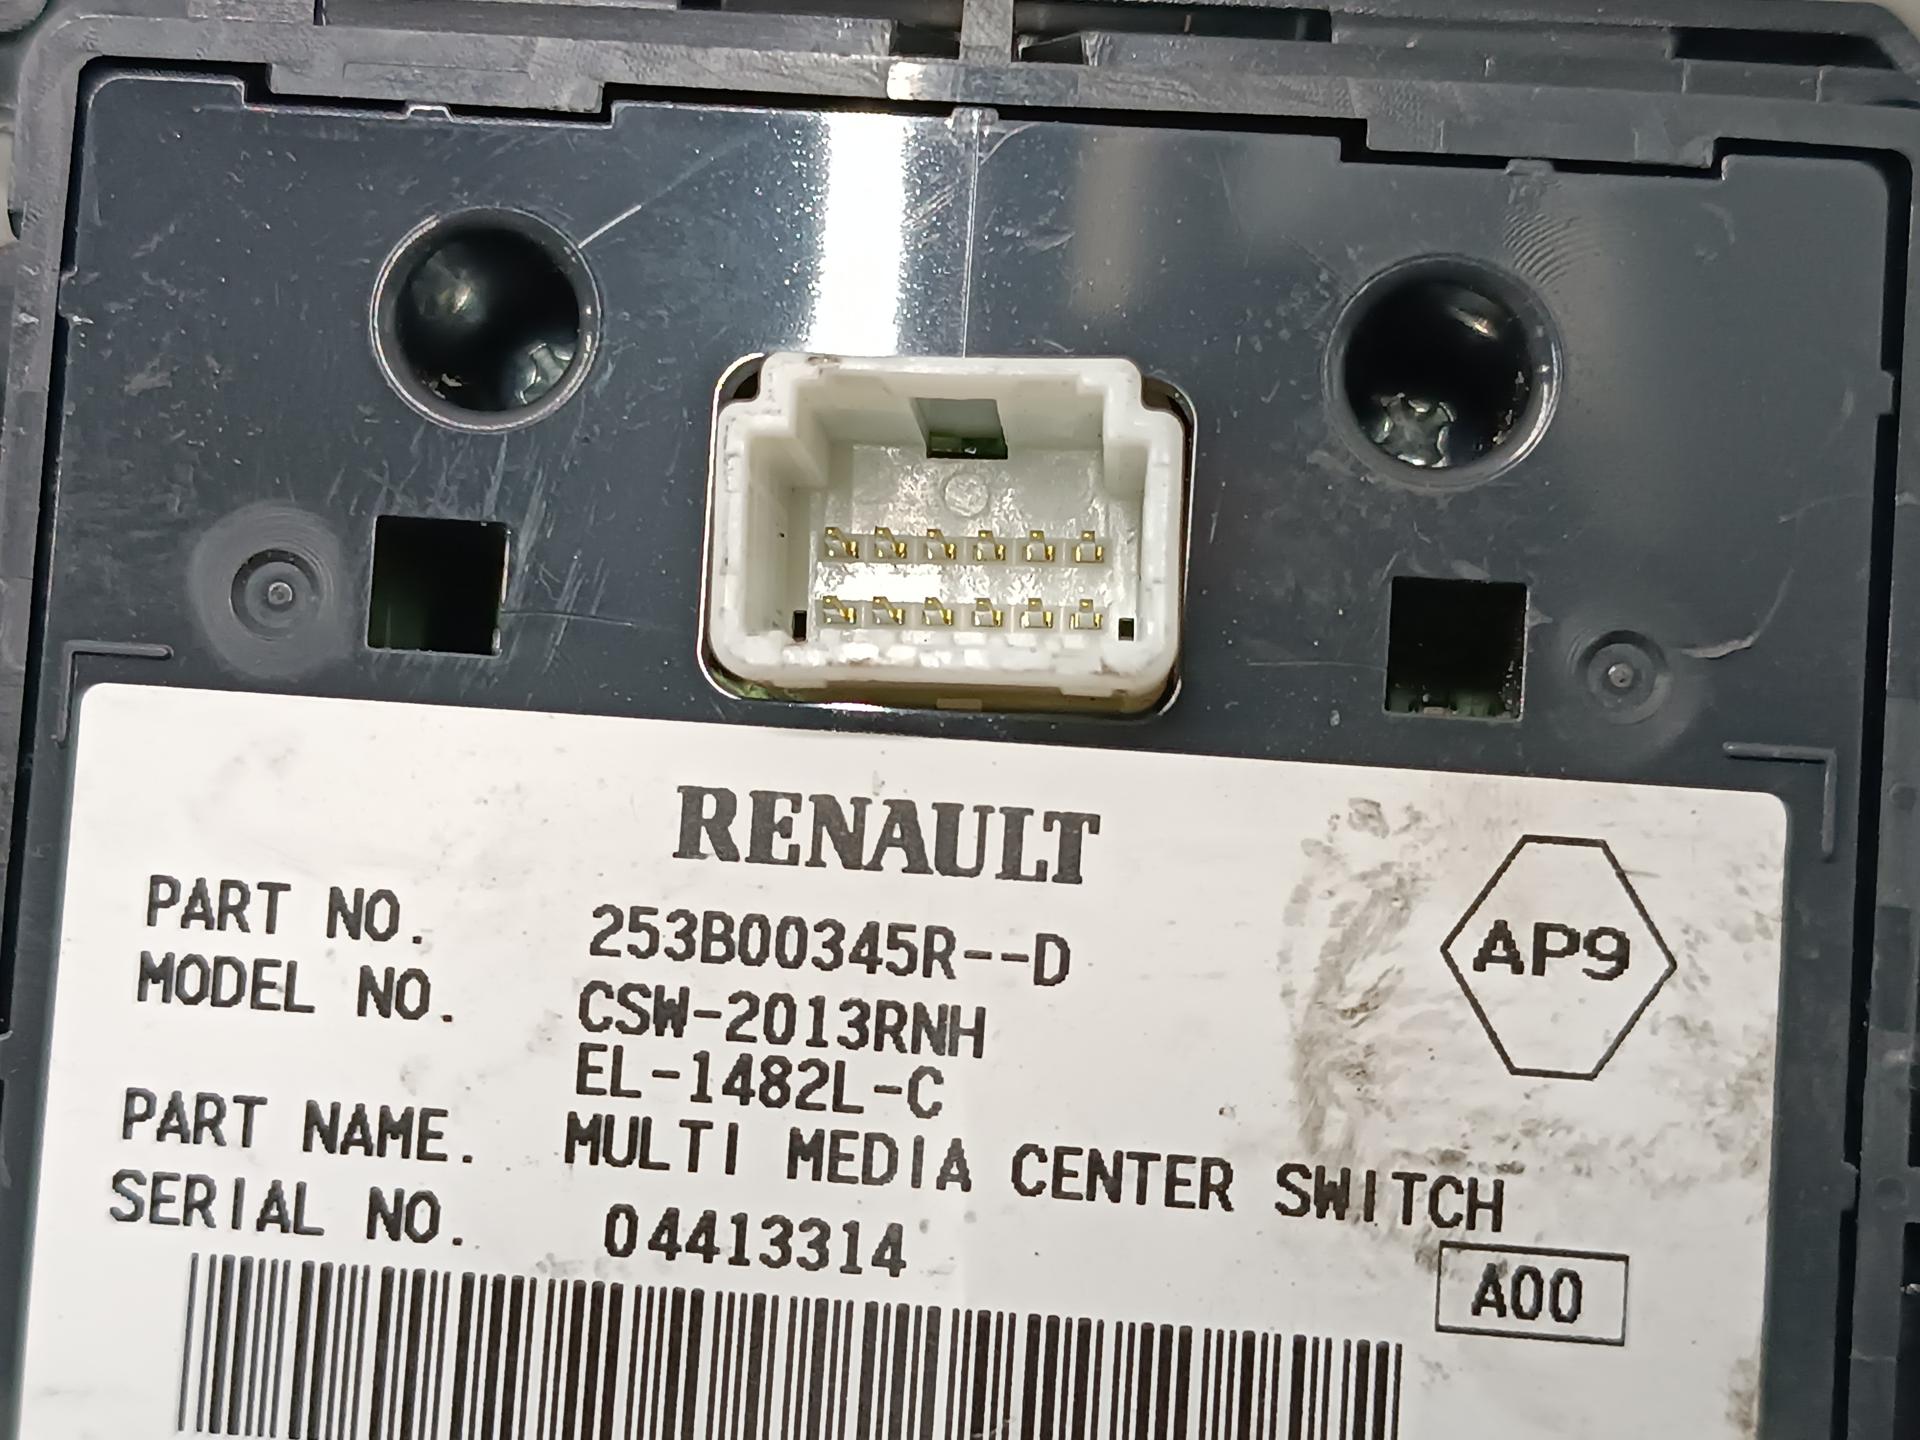 RENAULT
PART NO. 253B00345R--D
MODEL NO. CSW-2013RNH
EL-1482L-C
PART NAME. MULTI MEDIA CENTER SWITCH
SERIAL NO. 04413314
AP9
A00